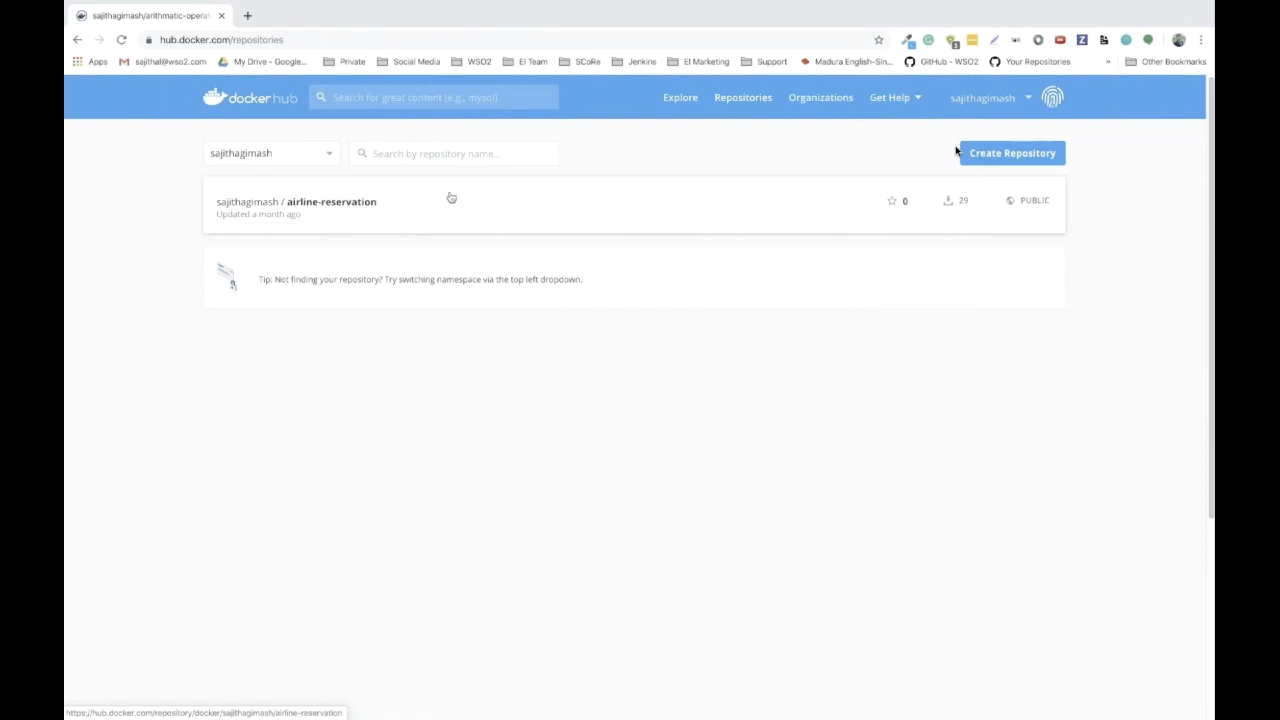 sajithagimash/arithmatic-operat
hub.docker.com/repositories
Apps sajithal@wso2.com My Drive - Google... Private Social Media WSO2 EI Team SCoRe Jenkins EI Marketing Support Madura English-Sin... GitHub - WSO2 Your Repositories » Other Bookmarks
dockerhub Search for great content (e.g., mysql) Explore Repositories Organizations Get Help sajithagimash
sajithagimash Search by repository name... Create Repository
sajithagimash / airline-reservation 0 29 PUBLIC
Updated a month ago
Tip: Not finding your repository? Try switching namespace via the top left dropdown.
https://hub.docker.com/repository/docker/sajithagimash/airline-reservation